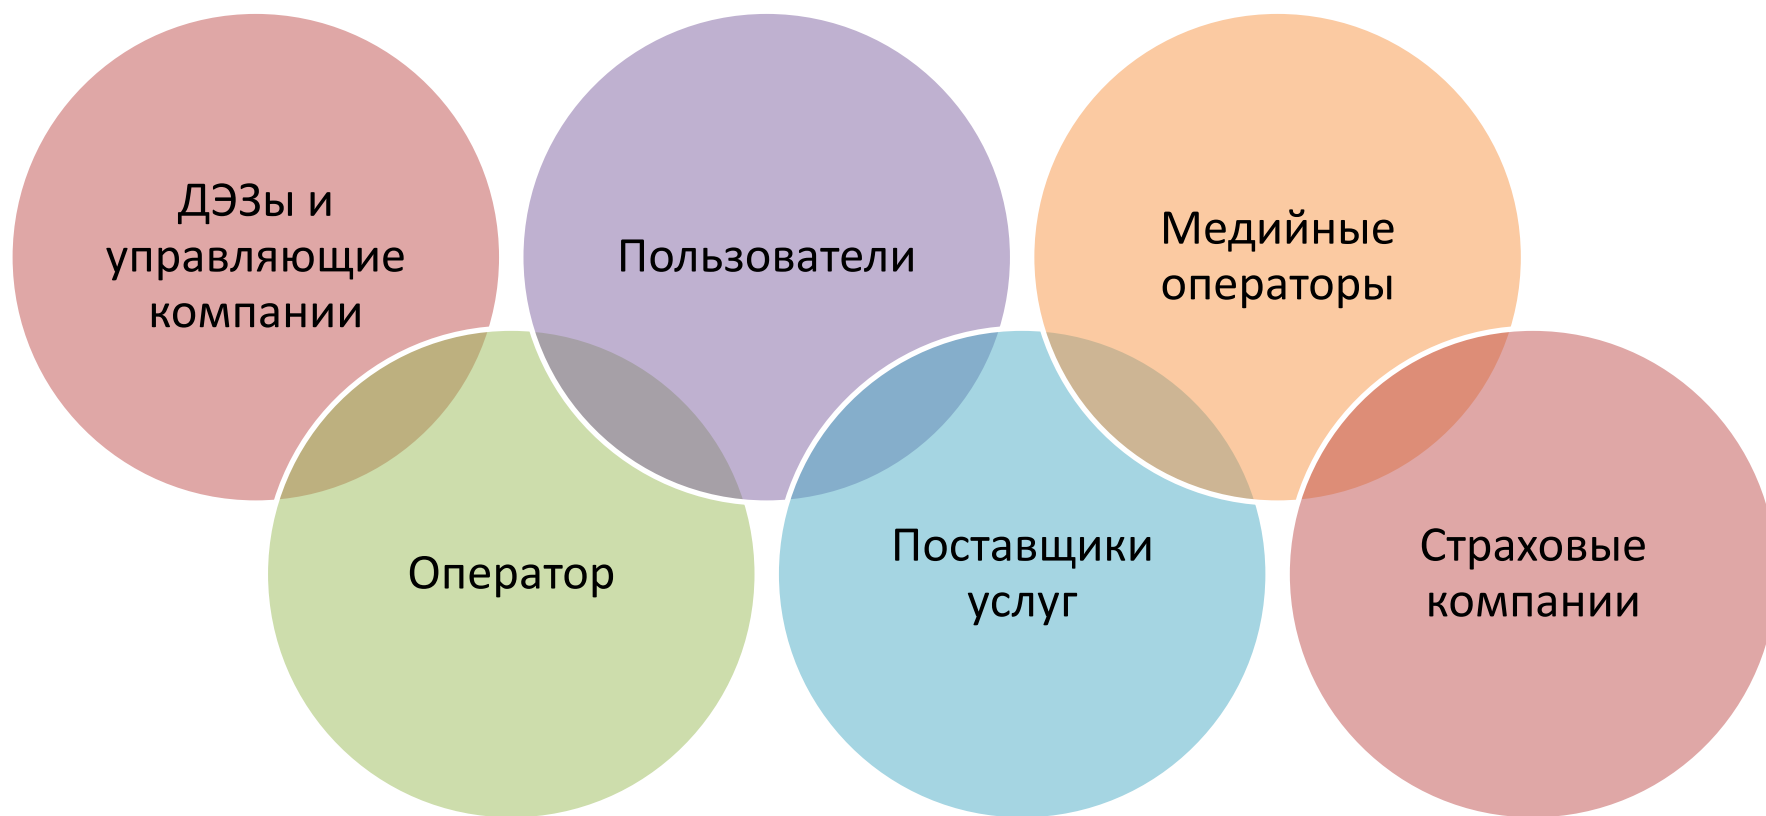 ДЭЗы и
управляющие
компании
Оператор
Пользователи
Поставщики
услуг
Медийные
операторы
Страховые
компании